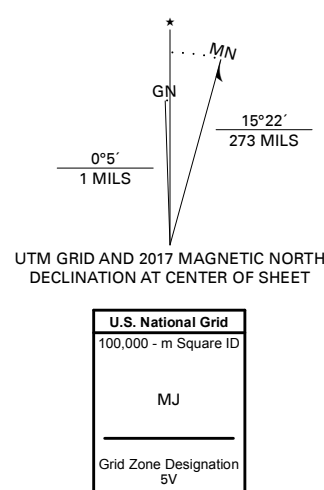 ★
MN
GN
15°22´
273 MILS
0°5´
1 MILS
UTM GRID AND 2017 MAGNETIC NORTH
DECLINATION AT CENTER OF SHEET
U.S. National Grid
100,000 - m Square ID
MJ
Grid Zone Designation
5V